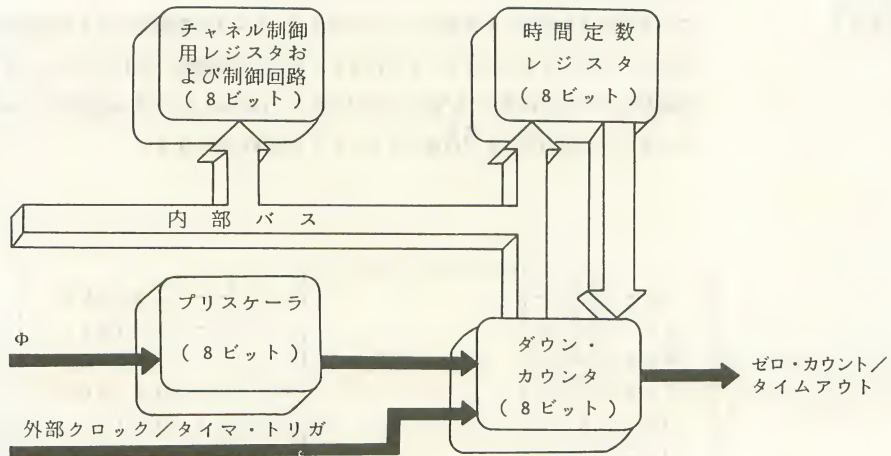 チャネル制御
用レジスタお
よび制御回路
(8ビット)
時間定数
レジスタ
(8ビット)
内部バス
プリスケーラ
(8ビット)
Φ
ダウン・
カウンタ
(8ビット)
ゼロ・カウント/
タイムアウト
外部クロック/タイマ・トリガ